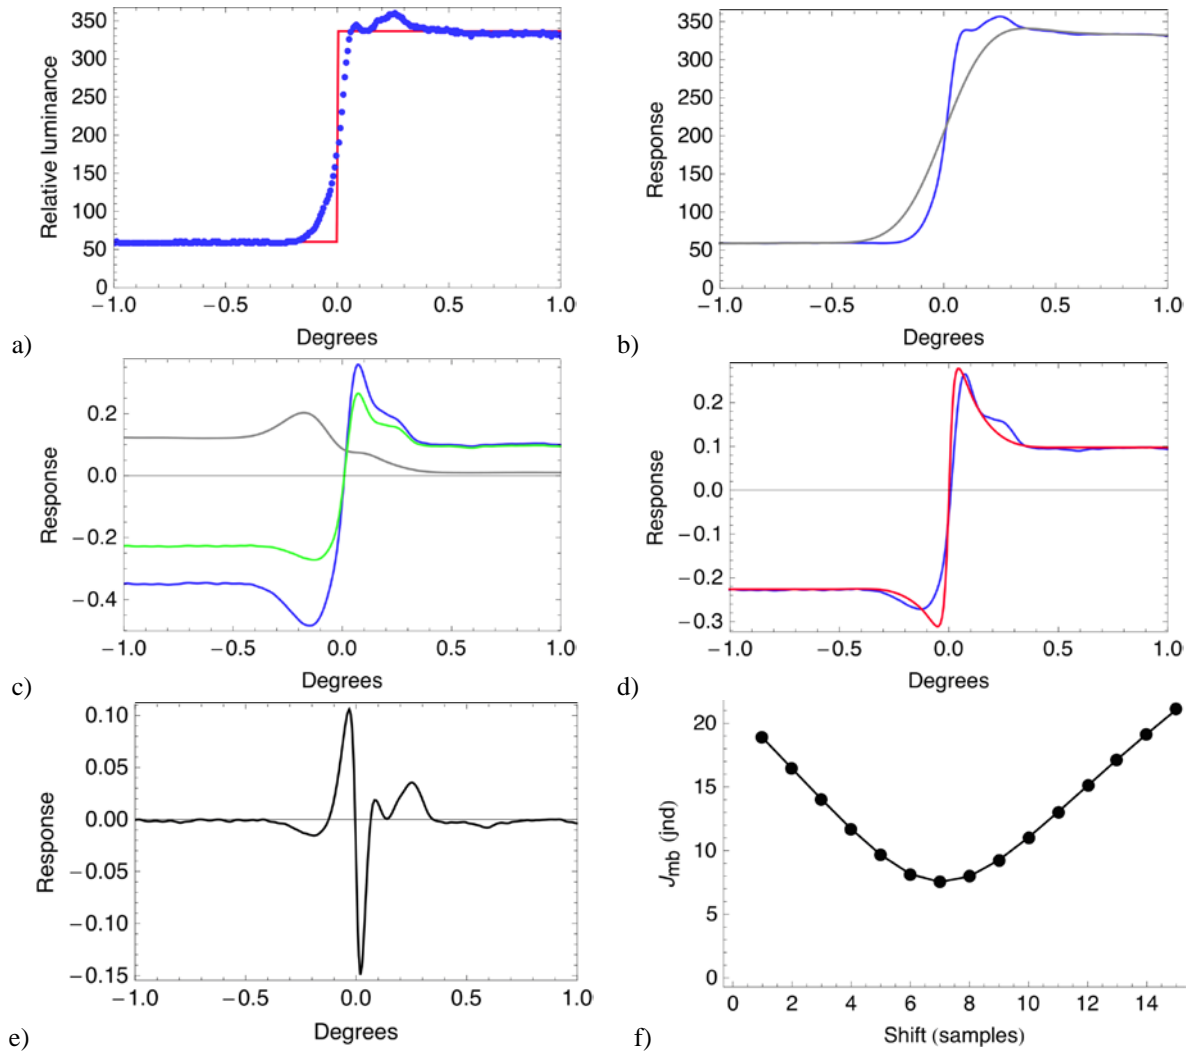 350
300
250
200
150
100
50
0
Relative luminance
−1.0 −0.5 0.0 0.5 1.0
Degrees
a)
350
300
250
200
150
100
50
0
Response
−1.0 −0.5 0.0 0.5 1.0
Degrees
b)
0.2
0.0
−0.2
−0.4
Response
−1.0 −0.5 0.0 0.5 1.0
Degrees
c)
0.2
0.1
0.0
−0.1
−0.2
−0.3
Response
−1.0 −0.5 0.0 0.5 1.0
Degrees
d)
0.10
0.05
0.00
−0.05
−0.10
−0.15
Response
−1.0 −0.5 0.0 0.5 1.0
Degrees
e)
20
15
10
5
0
Jmb (jnd)
0 2 4 6 8 10 12 14
Shift (samples)
f)